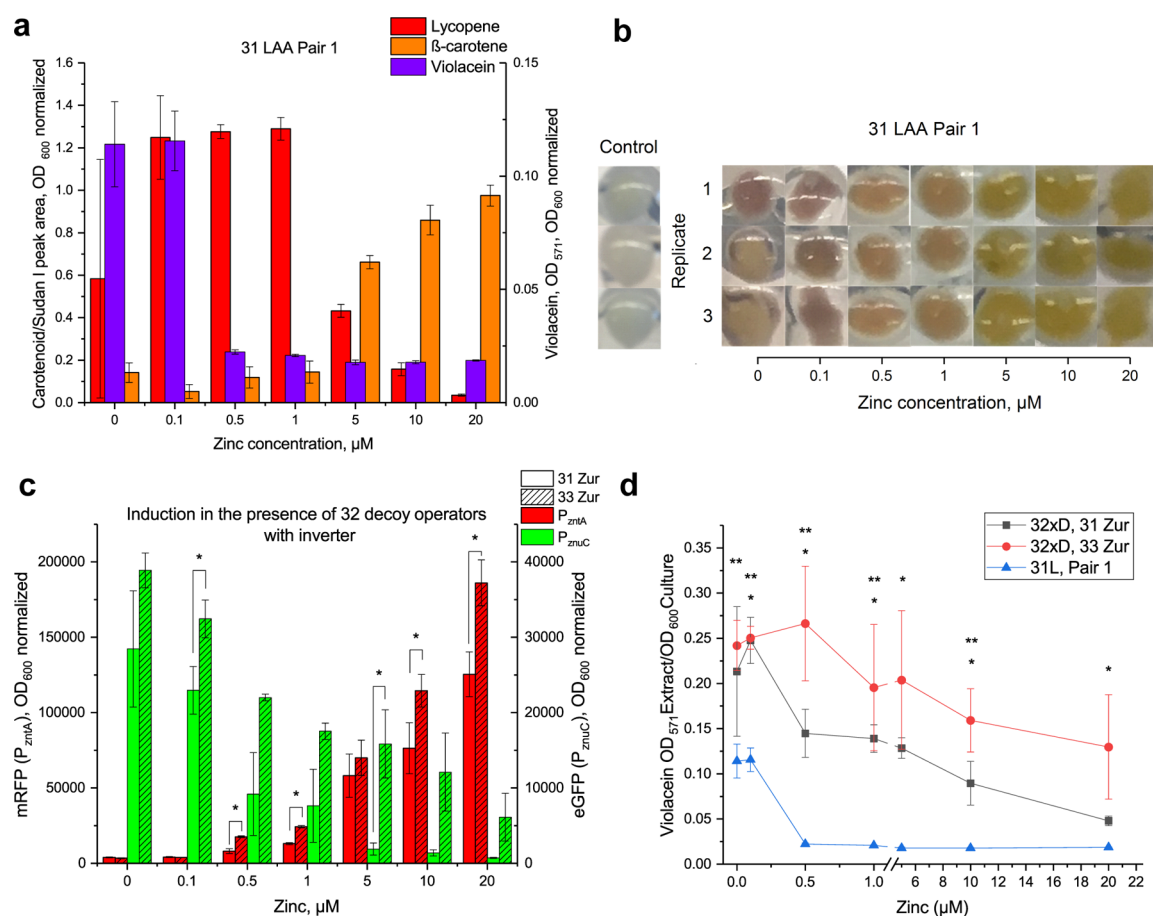 a
31 LAA Pair 1
Lycopene
ß-carotene
Violacein
Carotenoid/Sudan I peak area, OD 600 normalized
1.6
1.4
1.2
1.0
0.8
0.6
0.4
0.2
0.0
0.15
0.10
0.05
0.00
Violacein, OD571, OD600 normalized
0 0.1 0.5 1 5 10 20
Zinc concentration, µM
b
31 LAA Pair 1
Control
Replicate
1
2
3
0 0.1 0.5 1 5 10 20
Zinc concentration, µM
c
31 Zur
33 Zur
PzntA
PznuC
Induction in the presence of 32 decoy operators
with inverter
mRFP (PzntA), OD600 normalized
200000
175000
150000
125000
100000
75000
50000
25000
0
* * * * * *
40000
30000
20000
10000
0
eGFP (PznuC), OD600 normalized
0 0.1 0.5 1 5 10 20
Zinc, µM
d
32xD, 31 Zur
32xD, 33 Zur
31L, Pair 1
Violacein OD571Extract/OD600Culture
0.35
0.30
0.25
0.20
0.15
0.10
0.05
0.00
** ** ** ** **
* * * * * *
0.0 0.5 1.0 6 8 10 12 14 16 18 20 22
Zinc (µM)